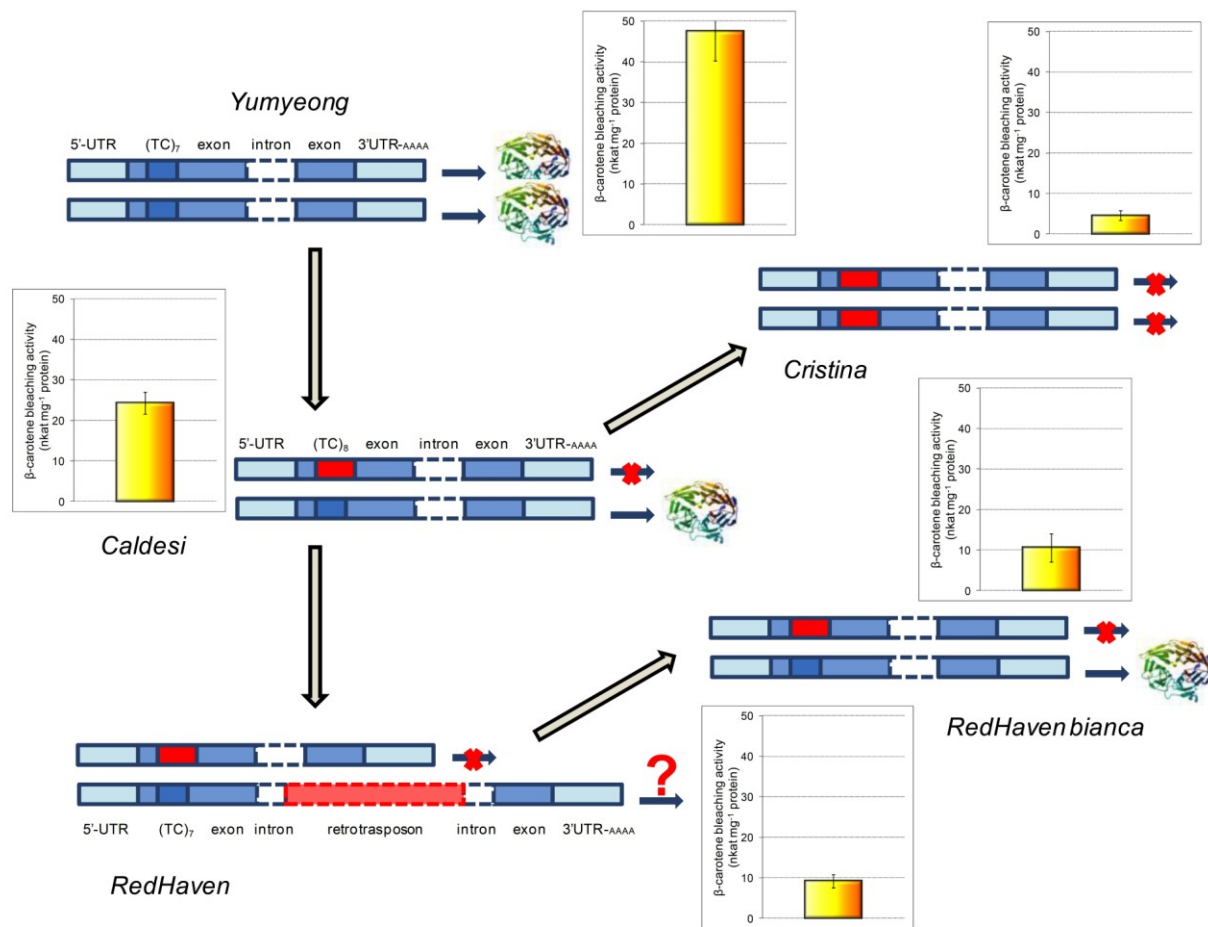 Yumyeong
5'-UTR (TC)₇ exon intron exon 3'UTR-AAAA
50
40
30
20
10
0
β-carotene bleaching activity
(nkat mg⁻¹ protein)
50
40
30
20
10
0
β-carotene bleaching activity
(nkat mg⁻¹ protein)
Cristina
50
40
30
20
10
0
β-carotene bleaching activity
(nkat mg⁻¹ protein)
5'-UTR (TC)₈ exon intron exon 3'UTR-AAAA
Caldesi
50
40
30
20
10
0
β-carotene bleaching activity
(nkat mg⁻¹ protein)
RedHaven bianca
?
5'-UTR (TC)₇ exon intron retrotrasposon intron exon 3'UTR-AAAA
RedHaven
50
40
30
20
10
0
β-carotene bleaching activity
(nkat mg⁻¹ protein)